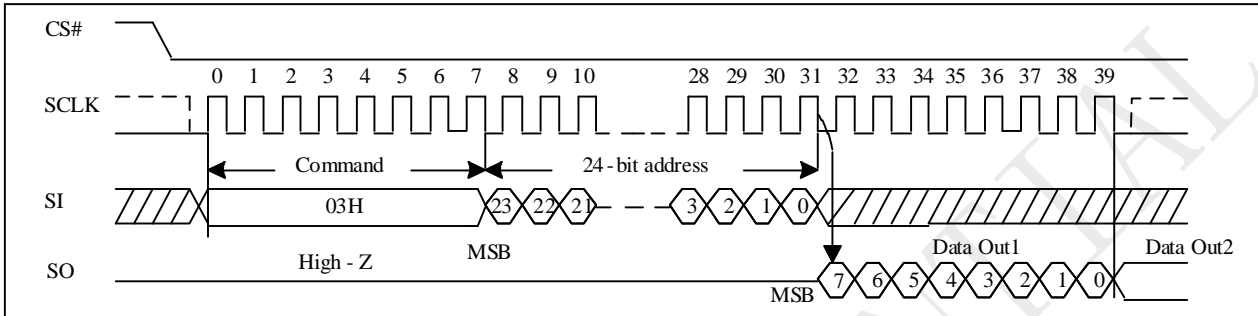 CS#
0 1 2 3 4 5 6 7 8 9 10 28 29 30 31 32 33 34 35 36 37 38 39
SCLK
Command 24-bit address
SI 03H 23 22 21 3 2 1 0
MSB Data Out1 Data Out2
High - Z
SO 7 6 5 4 3 2 1 0
MSB